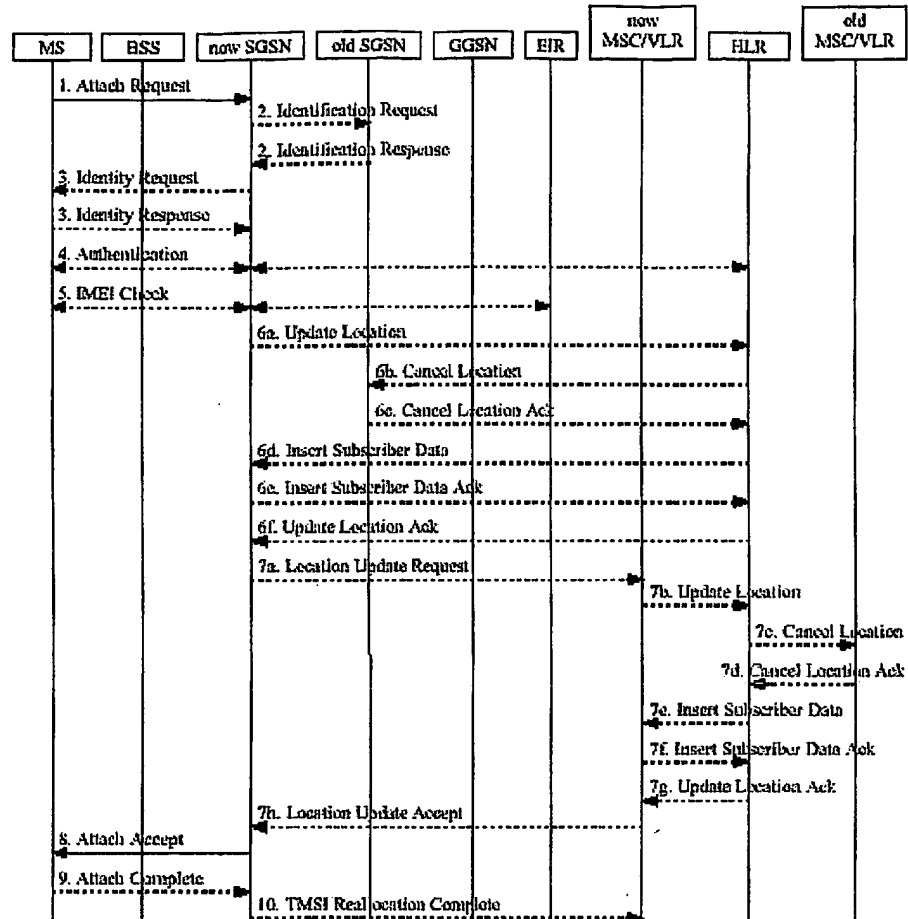 new
MSC/VLR
old
MSC/VLR
MS
BSS
new SGSN
old SGSN
GGSN
EIR
HLR
1. Attach Request
2. Identification Request
2. Identification Response
3. Identity Request
3. Identity Response
4. Authentication
5. IMEI Check
6a. Update Location
6b. Cancel Location
6c. Cancel Location Ack
6d. Insert Subscriber Data
6e. Insert Subscriber Data Ack
6f. Update Location Ack
7a. Location Update Request
7b. Update Location
7c. Cancel Location
7d. Cancel Location Ack
7e. Insert Subscriber Data
7f. Insert Subscriber Data Ack
7g. Update Location Ack
7h. Location Update Accept
8. Attach Accept
9. Attach Complete
10. TMSI Reallocation Complete